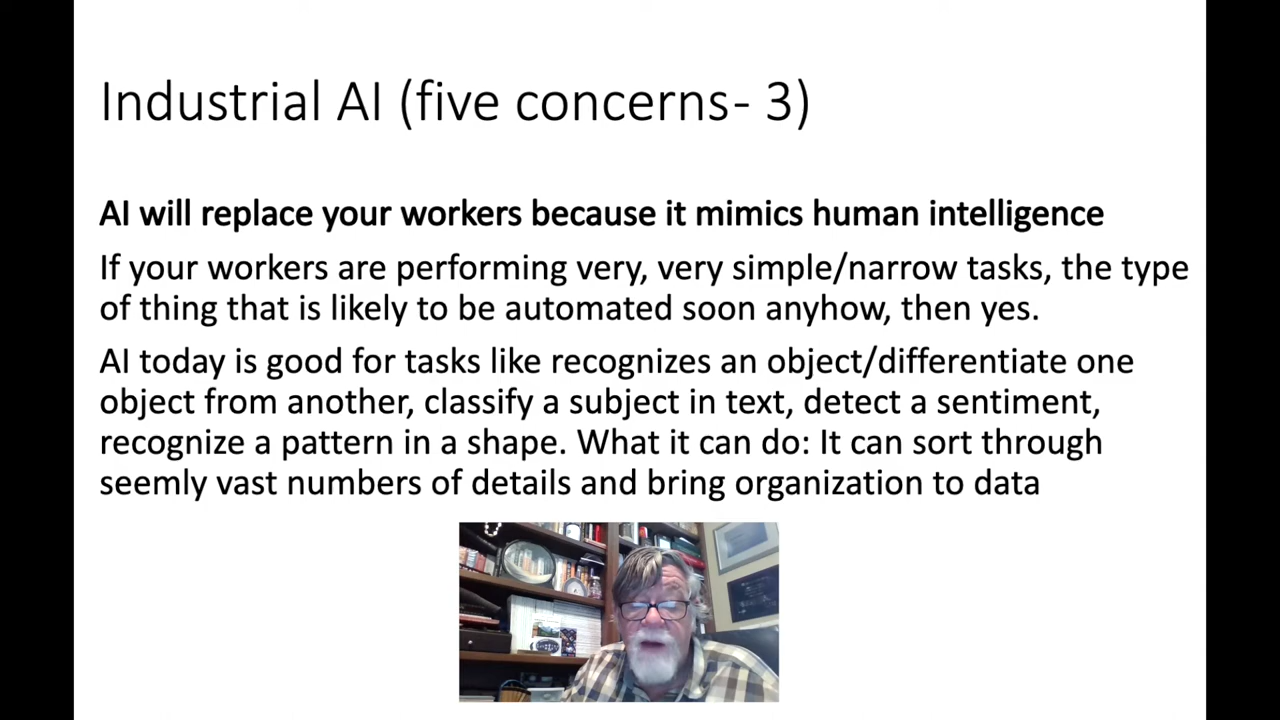 Industrial AI (five concerns- 3)
AI will replace your workers because it mimics human intelligence
If your workers are performing very, very simple/narrow tasks, the type
of thing that is likely to be automated soon anyhow, then yes.
AI today is good for tasks like recognizes an object/differentiate one
object from another, classify a subject in text, detect a sentiment,
recognize a pattern in a shape. What it can do: It can sort through
seemly vast numbers of details and bring organization to data